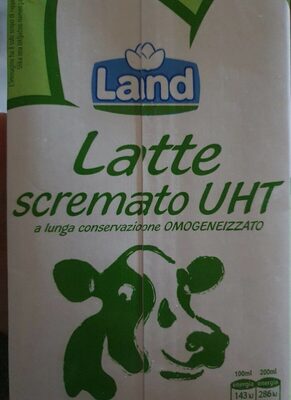 Land
Latte
scremato UHT
a lunga conservazione OMOGENEIZZATO
100ml 200ml
energia energia
143 kJ 286 kJ